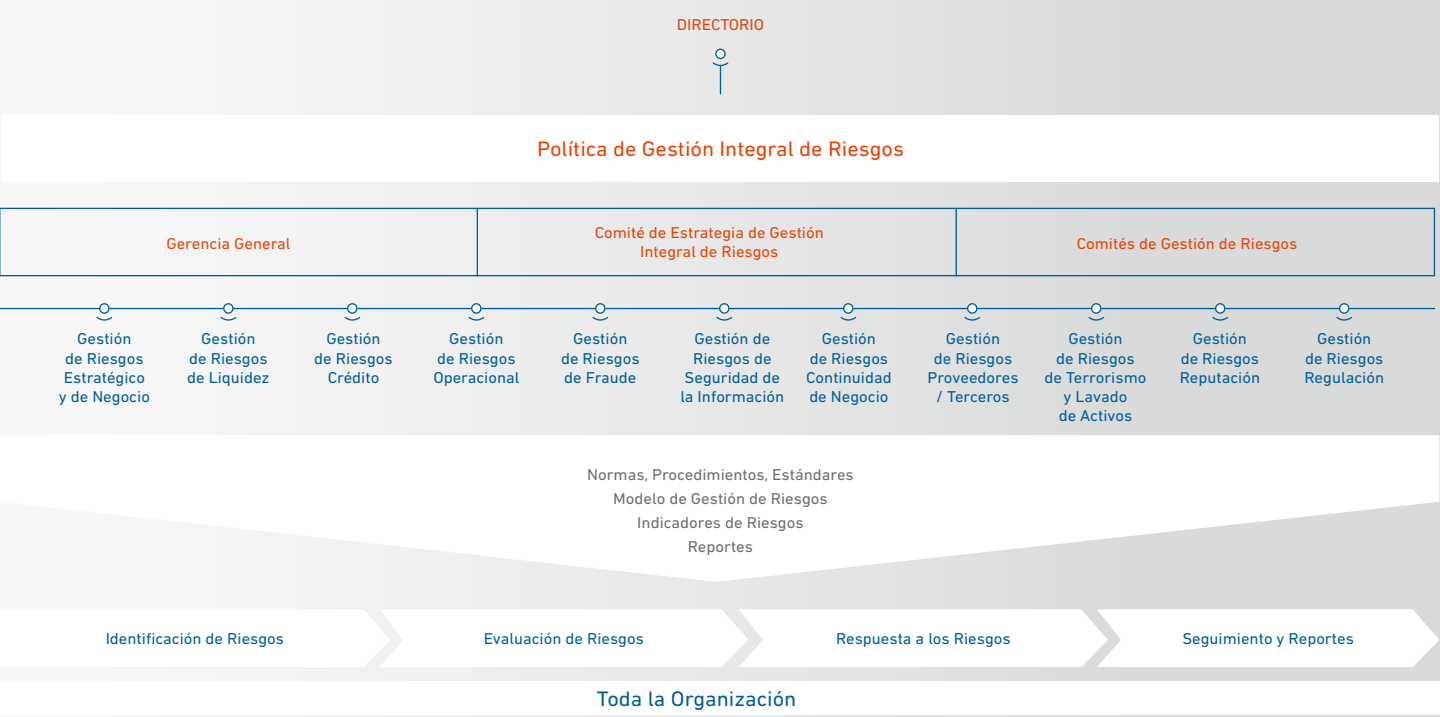 DIRECTORIO
Política de Gestión Integral de Riesgos
Gerencia General
Comité de Estrategia de Gestión
Integral de Riesgos
Comités de Gestión de Riesgos
Gestión
de Riesgos
Estratégico
y de Negocio
Gestión
de Riesgos
de Liquidez
Gestión
de Riesgos
Crédito
Gestión
de Riesgos
Operacional
Gestión
de Riesgos
de Fraude
Gestión de
Riesgos de
Seguridad de
la Información
Gestión
de Riesgos
Continuidad
de Negocio
Gestión
de Riesgos
Proveedores
/ Terceros
Gestión
de Riesgos
de Terrorismo
y Lavado
de Activos
Gestión
de Riesgos
Reputación
Gestión
de Riesgos
Regulación
Normas, Procedimientos, Estándares
Modelo de Gestión de Riesgos
Indicadores de Riesgos
Reportes
Identificación de Riesgos
Evaluación de Riesgos
Respuesta a los Riesgos
Seguimiento y Reportes
Toda la Organización